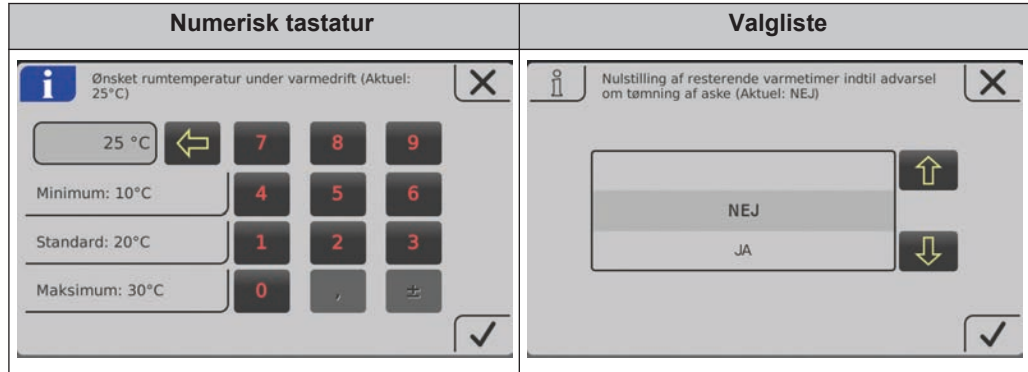 Numerisk tastatur
Valgliste
i
Ønsket rumtemperatur under varmedrift (Aktuel:
25°C)
25 °C
7 8 9
Minimum: 10°C
4 5 6
Standard: 20°C
1 2 3
Maksimum: 30°C
0 , ±
i
Nulstilling af resterende varmetimer indtil advarsel
om tømning af aske (Aktuel: NEJ)
NEJ
JA